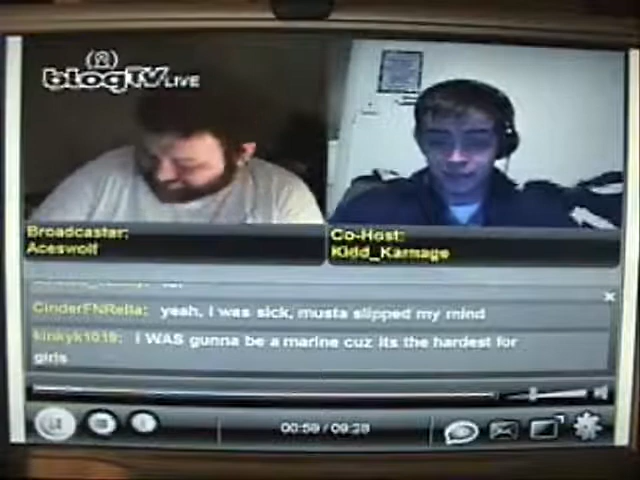 blogTV LIVE
Broadcaster:
Aceswolf
Co-Host:
Kidd_Karnage
CinderFNRella: yeah, I was sick, musta slipped my mind
kinkyk1019: I WAS gunna be a marine cuz its the hardest for
girls
00:59 / 09:28